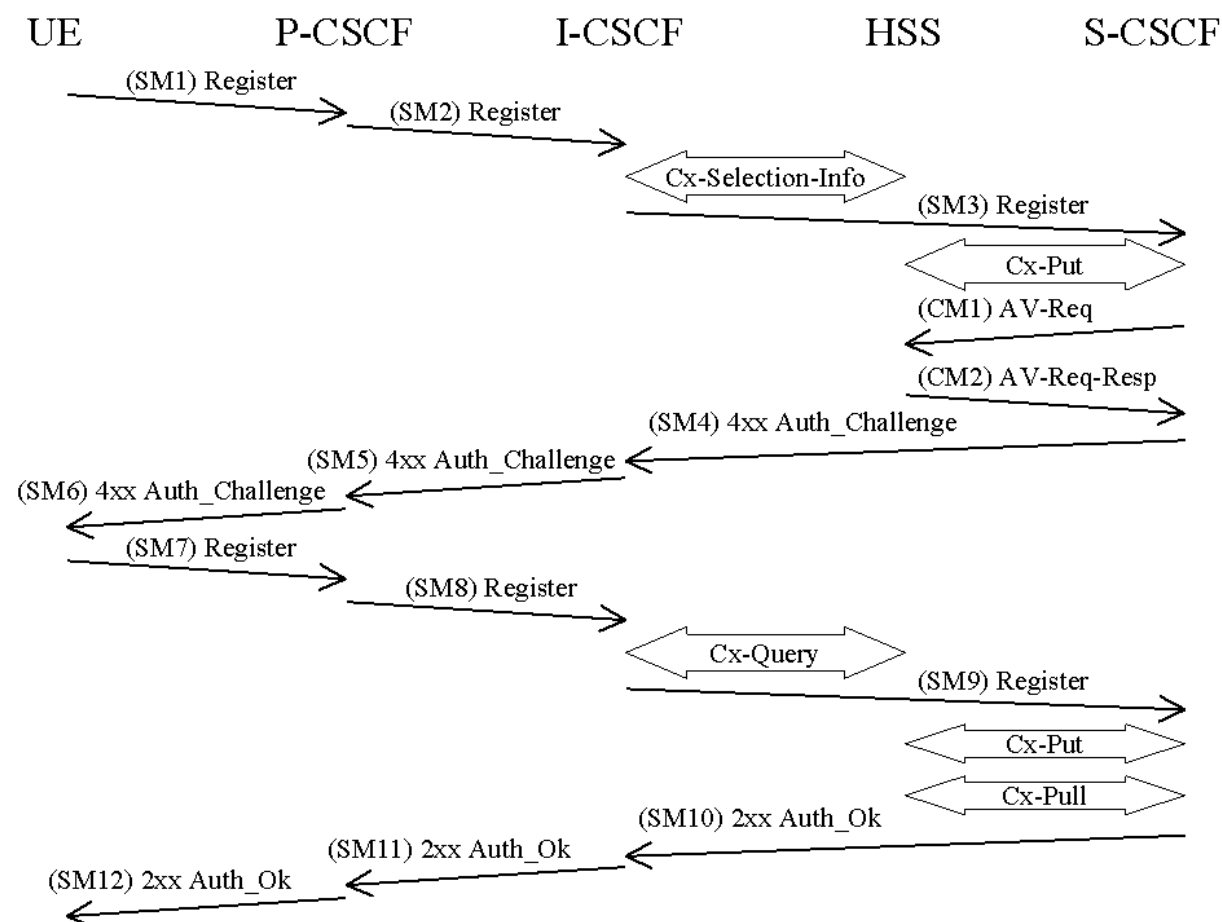 UE P-CSCF I-CSCF HSS S-CSCF
(SM1) Register
(SM2) Register
Cx-Selection-Info
(SM3) Register
Cx-Put
(CM1) AV-Req
(CM2) AV-Req-Resp
(SM4) 4xx Auth_Challenge
(SM5) 4xx Auth_Challenge
(SM6) 4xx Auth_Challenge
(SM7) Register
(SM8) Register
Cx-Query
(SM9) Register
Cx-Put
Cx-Pull
(SM10) 2xx Auth_Ok
(SM11) 2xx Auth_Ok
(SM12) 2xx Auth_Ok